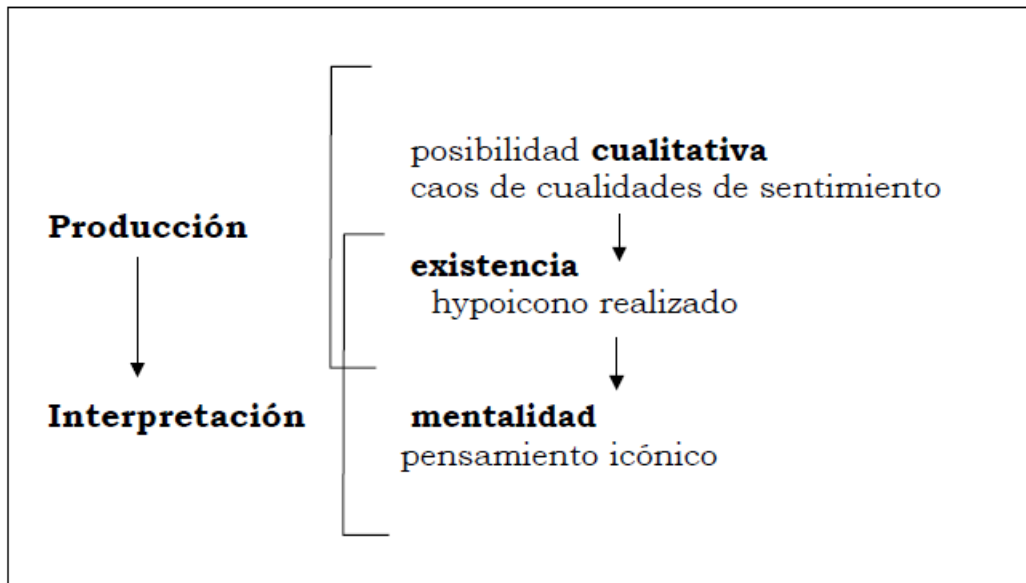 posibilidad cualitativa
caos de cualidades de sentimiento
Producción
existencia
hypoicono realizado
Interpretación
mentalidad
pensamiento icónico